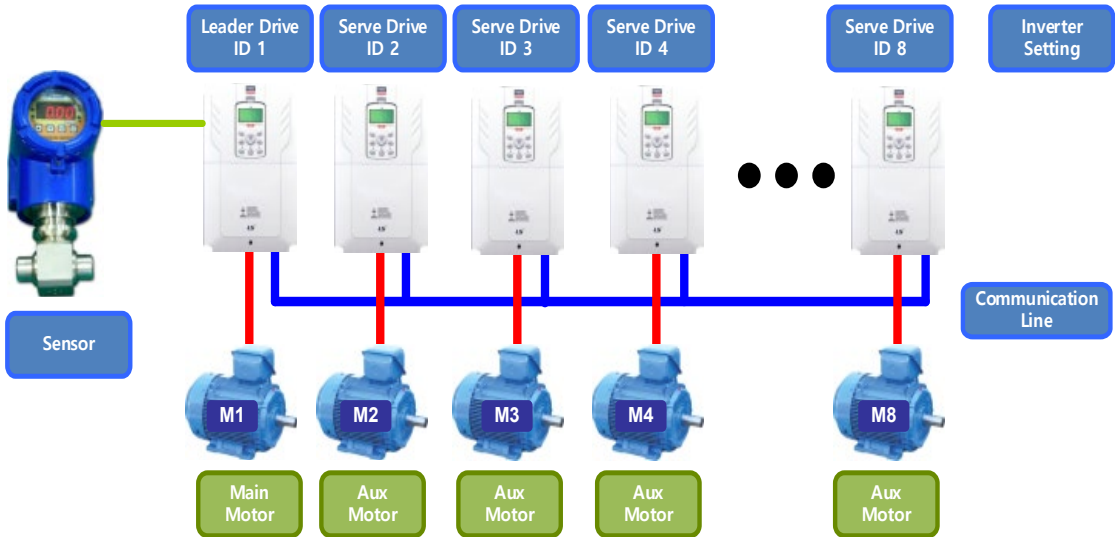 Leader Drive
ID 1
Serve Drive
ID 2
Serve Drive
ID 3
Serve Drive
ID 4
Serve Drive
ID 8
Inverter
Setting
Sensor
Communication
Line
M1
M2
M3
M4
M8
Main
Motor
Aux
Motor
Aux
Motor
Aux
Motor
Aux
Motor